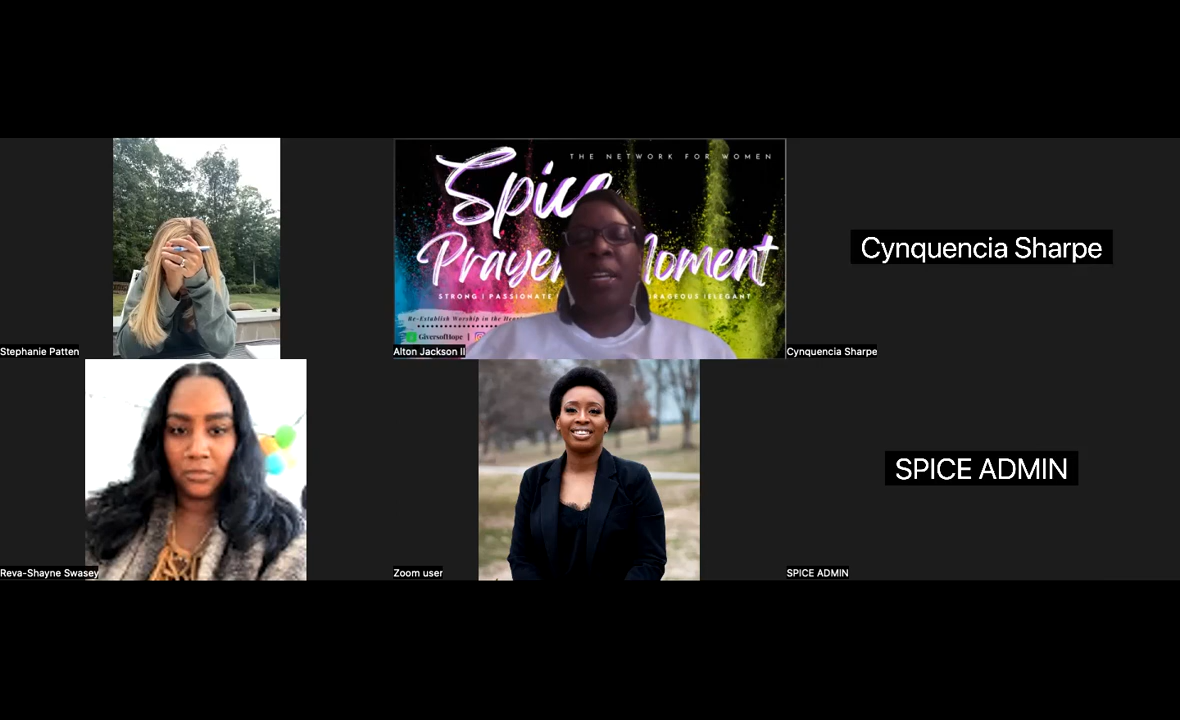 THE NETWORK FOR WOMEN
Spice
Prayer Moment
STRONG | PASSIONATE RAGEOUS |ELEGANT
Re-Establish Worship in the Hear
GiversofHope |
Cynquencia Sharpe
Stephanie Patten
Alton Jackson II
Cynquencia Sharpe
SPICE ADMIN
Reva-Shayne Swasey
Zoom user
SPICE ADMIN